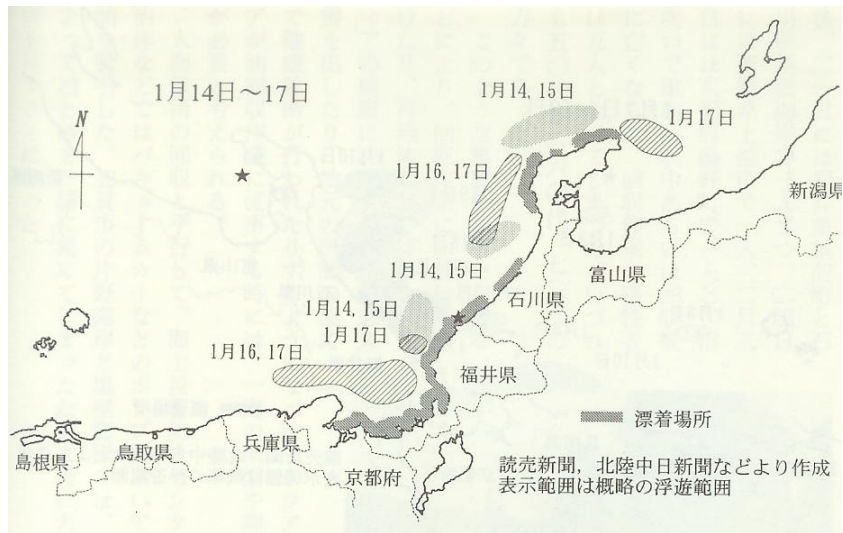 1月14日～17日
N
1月14,15日
1月17日
1月16,17日
新潟県
1月14,15日
富山県
石川県
1月14,15日
1月17日
1月16,17日
福井県
漂着場所
島根県
鳥取県
兵庫県
京都府
読売新聞，北陸中日新聞などより作成
表示範囲は概略の浮遊範囲